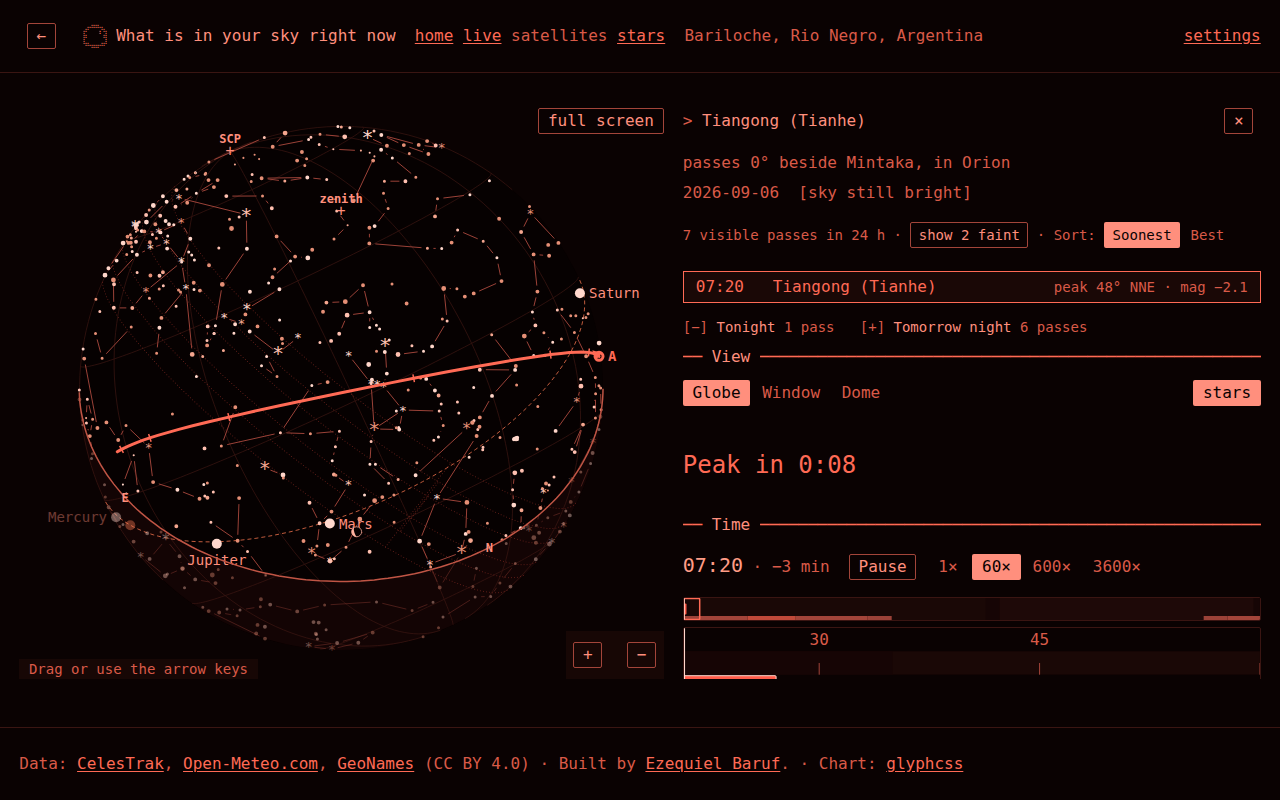 ← What is in your sky right now home live satellites stars Bariloche, Rio Negro, Argentina settings
full screen
SCP
zenith
Saturn
A
E
Mercury
Mars
Jupiter
N
Drag or use the arrow keys
+ −
> Tiangong (Tianhe) ×
passes 0° beside Mintaka, in Orion
2026-09-06 [sky still bright]
7 visible passes in 24 h · show 2 faint · Sort: Soonest Best
07:20 Tiangong (Tianhe) peak 48° NNE · mag −2.1
[−] Tonight 1 pass [+] Tomorrow night 6 passes
View
Globe Window Dome stars
Peak in 0:08
Time
07:20 · −3 min Pause 1× 60× 600× 3600×
30 45
Data: CelesTrak, Open-Meteo.com, GeoNames (CC BY 4.0) · Built by Ezequiel Baruf. · Chart: glyphcss